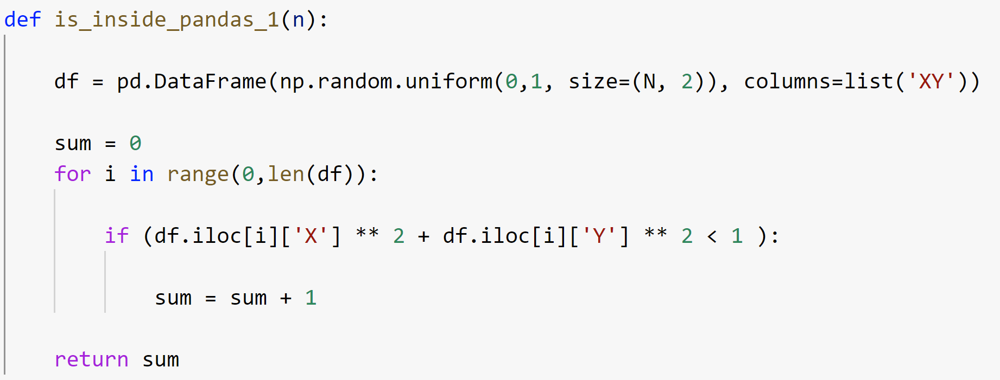 def is_inside_pandas_1(n):
df = pd.DataFrame(np.random.uniform(0,1, size=(N, 2)), columns=list('XY'))
sum = 0
for i in range(0,len(df)):
if (df.iloc[i]['X'] ** 2 + df.iloc[i]['Y'] ** 2 < 1 ):
sum = sum + 1
return sum